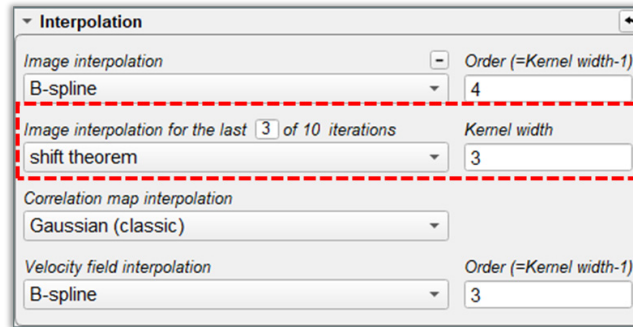 Interpolation
Image interpolation
Order (=Kernel width-1)
B-spline
4
Image interpolation for the last 3 of 10 iterations
Kernel width
shift theorem
3
Correlation map interpolation
Gaussian (classic)
Velocity field interpolation
Order (=Kernel width-1)
B-spline
3